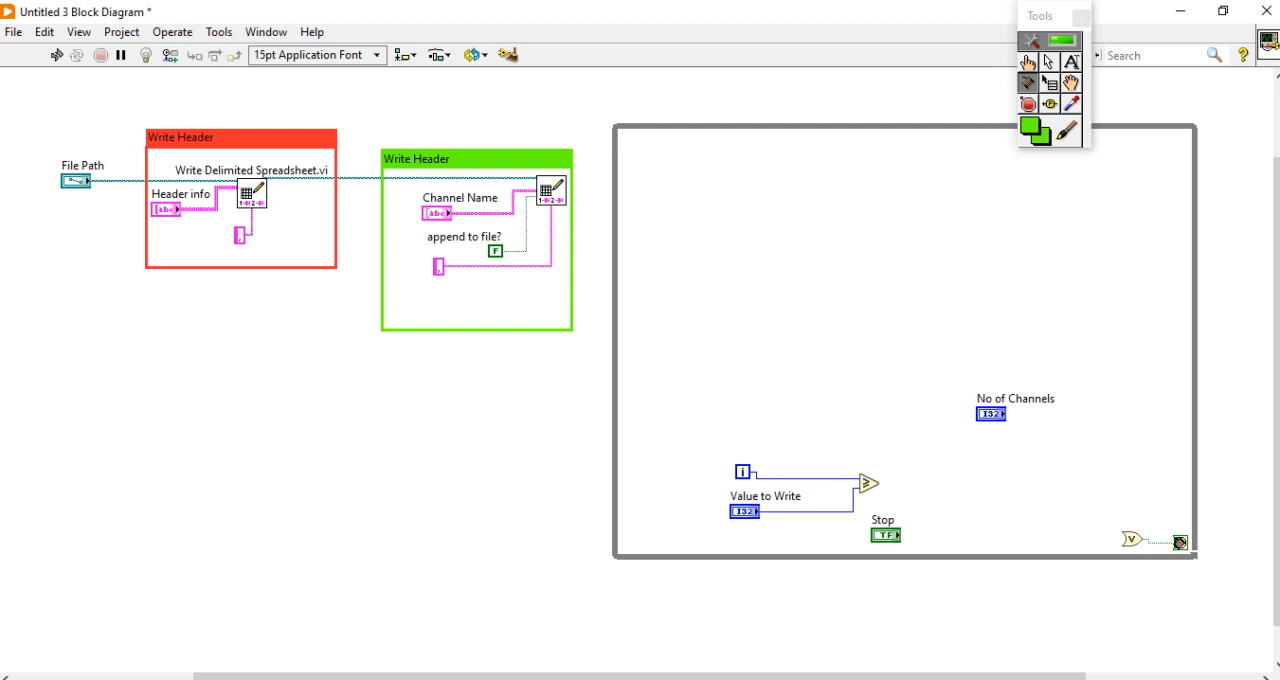 Untitled 3 Block Diagram *
File Edit View Project Operate Tools Window Help
15pt Application Font
Search
?
Tools
Write Header
File Path
Write Delimited Spreadsheet.vi
Header info
[abc
,
Write Header
Channel Name
[abc
append to file?
F
,
No of Channels
I32
i
Value to Write
I32
≥
Stop
TF
V